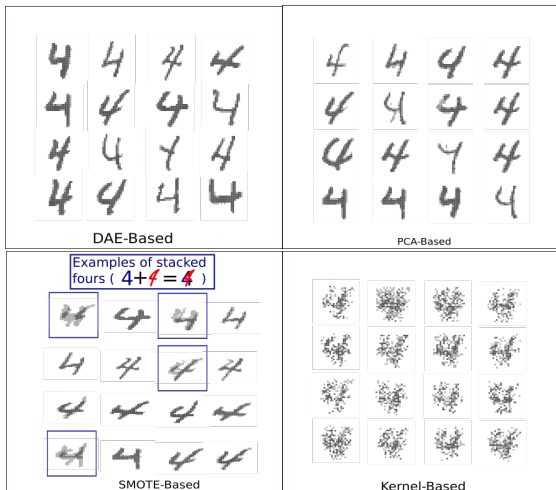 DAE-Based
PCA-Based
Examples of stacked
fours ( 4+4 = 4 )
SMOTE-Based
Kernel-Based